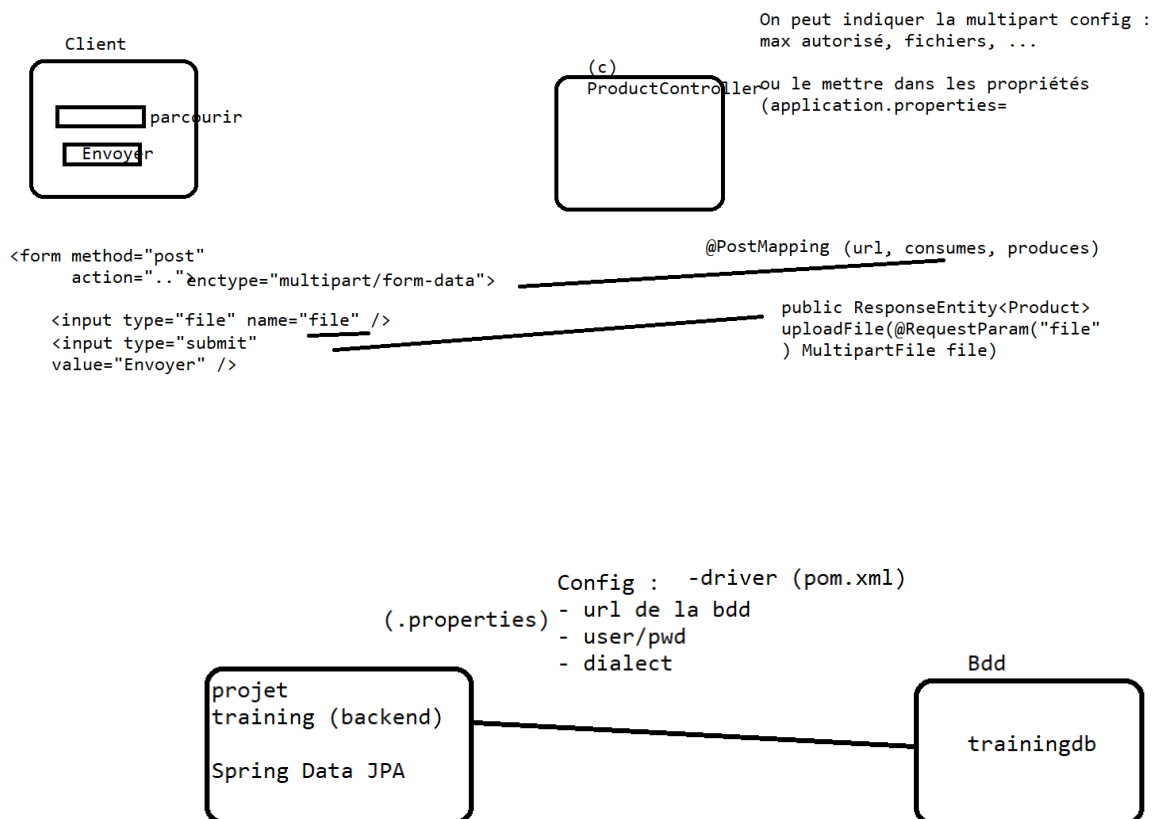 On peut indiquer la multipart config :
max autorisé, fichiers, ...
ou le mettre dans les propriétés
(application.properties=
Client
parcourir
Envoyer
(c)
ProductController
<form method="post"
action="..">
enctype="multipart/form-data">
<input type="file" name="file" />
<input type="submit"
value="Envoyer" />
@PostMapping (url, consumes, produces)
public ResponseEntity<Product>
uploadFile(@RequestParam("file"
) MultipartFile file)
Config : -driver (pom.xml)
(.properties) - url de la bdd
- user/pwd
- dialect
projet
training (backend)
Spring Data JPA
Bdd
trainingdb